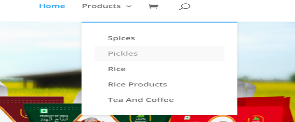 Home Products
Spices
Pickles
Rice
Rice Products
Tea And Coffee